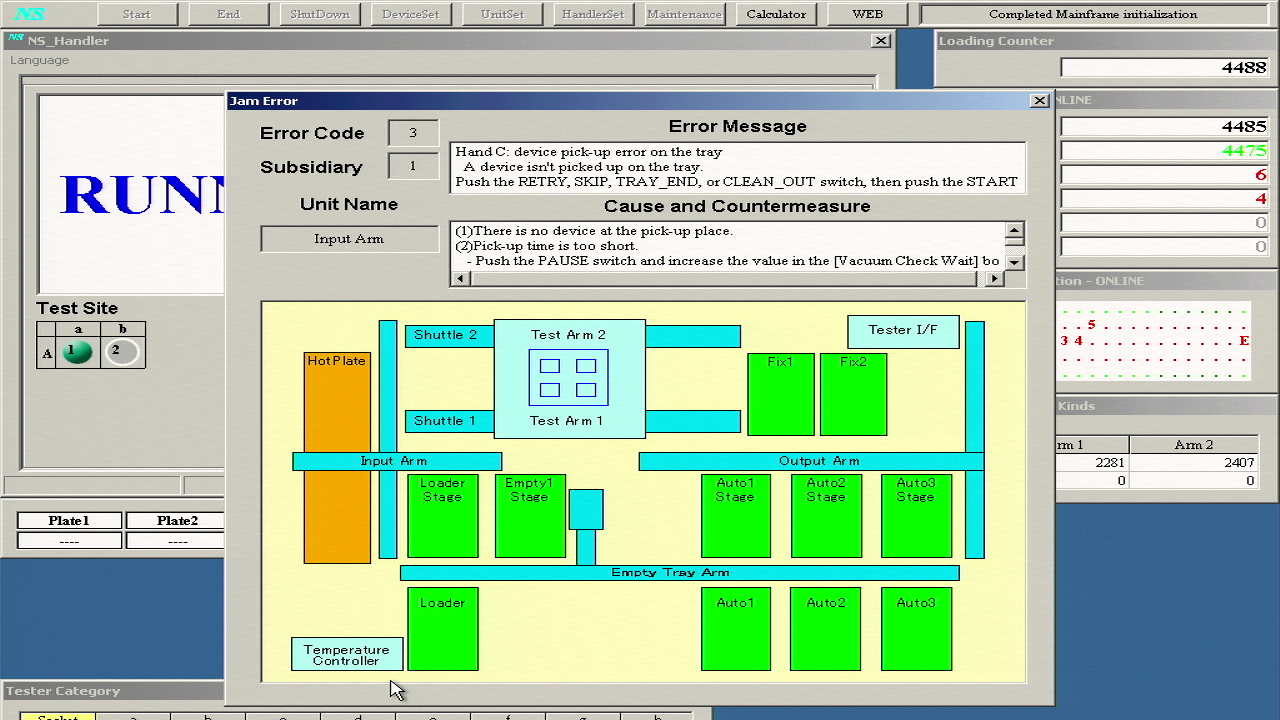 NS Start End ShutDown DeviceSet UnitSet HandlerSet Maintenance Calculator WEB Completed Mainframe initialization
NS NS_Handler
Language
Loading Counter
4488
Jam Error
NLINE
Error Code 3
Subsidiary 1
Unit Name
Input Arm
Error Message
Hand C: device pick-up error on the tray
A device isn't picked up on the tray.
Push the RETRY, SKIP, TRAY_END, or CLEAN_OUT switch, then push the START
Cause and Countermeasure
(1)There is no device at the pick-up place.
(2)Pick-up time is too short.
- Push the PAUSE switch and increase the value in the [Vacuum Check Wait] bo
4485
4475
6
4
0
0
RUNN
Test Site
a b
A 1 2
tion - ONLINE
5
3 4 E
Kinds
rm 1 Arm 2
2281 2407
0 0
HotPlate
Shuttle 2
Test Arm 2
Tester I/F
Fix1 Fix2
Shuttle 1
Test Arm 1
Input Arm
Output Arm
Loader
Stage
Empty1
Stage
Auto1
Stage
Auto2
Stage
Auto3
Stage
Empty Tray Arm
Loader
Auto1 Auto2 Auto3
Temperature
Controller
Plate1 Plate2
---- ----
Tester Category